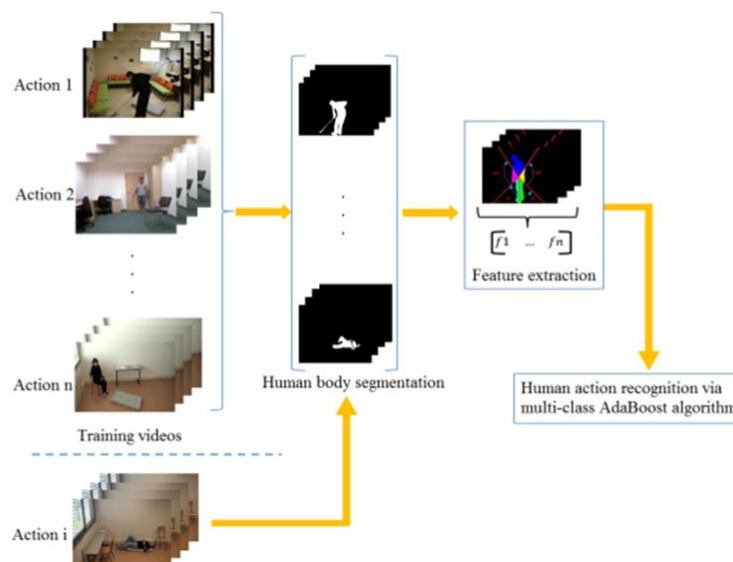 Action 1
Action 2
Action n
Training videos
Action i
Human body segmentation
[f1 ... fn]
Feature extraction
Human action recognition via
multi-class AdaBoost algorithm